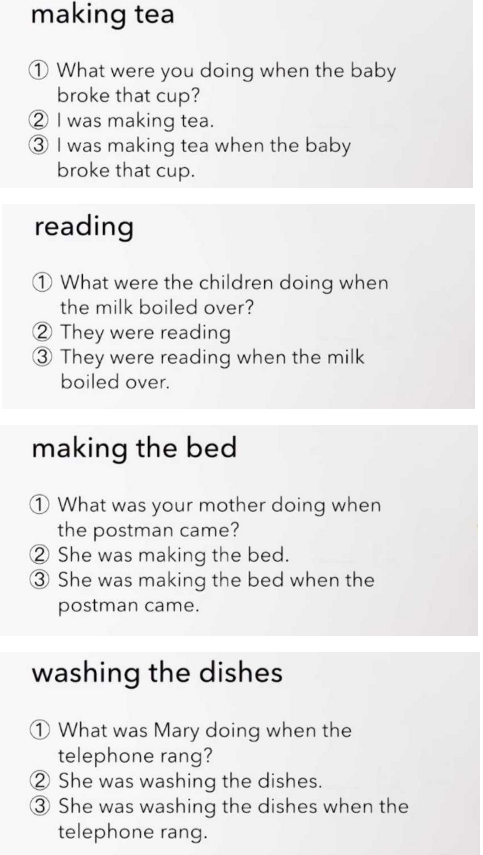 making tea
① What were you doing when the baby
broke that cup?
② I was making tea.
③ I was making tea when the baby
broke that cup.
reading
① What were the children doing when
the milk boiled over?
② They were reading
③ They were reading when the milk
boiled over.
making the bed
① What was your mother doing when
the postman came?
② She was making the bed.
③ She was making the bed when the
postman came.
washing the dishes
① What was Mary doing when the
telephone rang?
② She was washing the dishes.
③ She was washing the dishes when the
telephone rang.